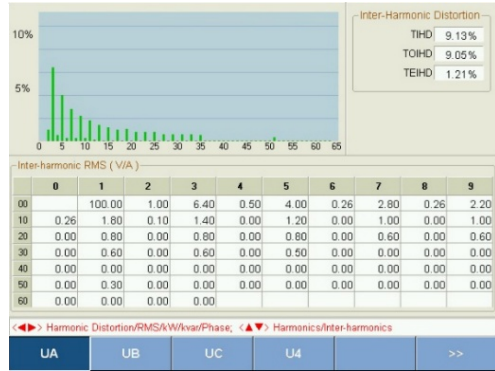 Inter-Harmonic Distortion
10%
TIHD 9.13%
TOIHD 9.05%
TEIHD 1.21%
5%
0 5 10 15 20 25 30 35 40 45 50 55 60 65
Inter-harmonic RMS ( V/A )
0 1 2 3 4 5 6 7 8 9
00 100.00 1.00 6.40 0.50 4.00 0.26 2.80 0.26 2.20
10 0.26 1.80 0.10 1.40 0.00 1.20 0.00 1.00 0.00 1.00
20 0.00 0.80 0.00 0.80 0.00 0.80 0.00 0.60 0.00 0.60
30 0.00 0.60 0.00 0.60 0.00 0.50 0.00 0.00 0.00 0.00
40 0.00 0.00 0.00 0.00 0.00 0.00 0.00 0.00 0.00 0.00
50 0.00 0.30 0.00 0.00 0.00 0.00 0.00 0.00 0.00 0.00
60 0.00 0.00 0.00 0.00
<◀▶> Harmonic Distortion/RMS/kW/kvar/Phase; <▲▼> Harmonics/Inter-harmonics
UA UB UC U4 >>